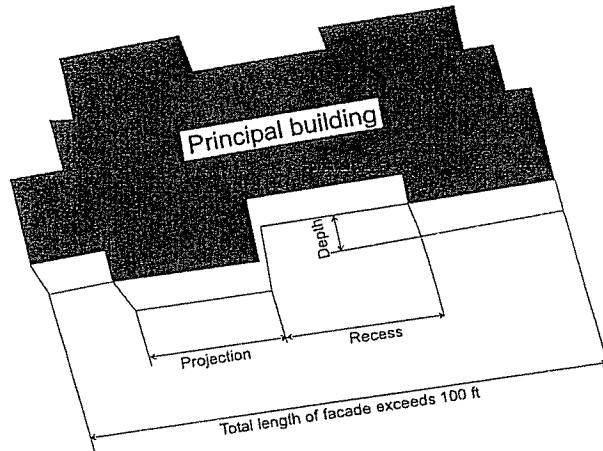 Principal building
Depth
Projection
Recess
Total length of facade exceeds 100 ft